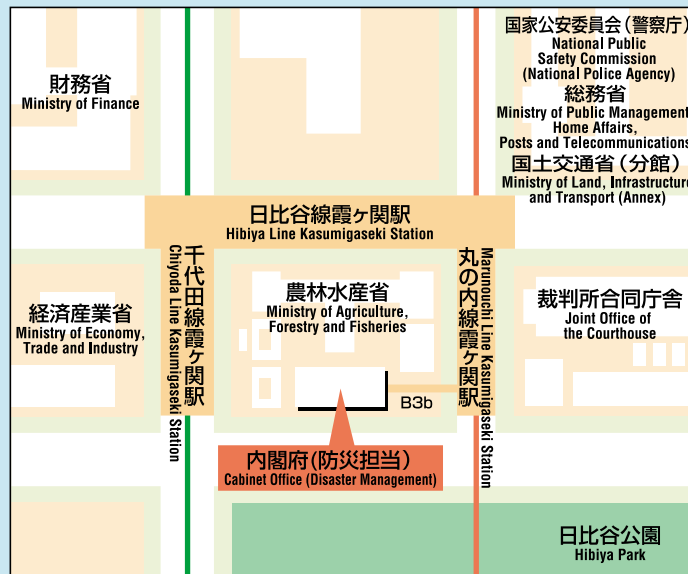 国家公安委員会(警察庁)
National Public
Safety Commission
(National Police Agency)
総務省
Ministry of Public Management
Home Affairs,
Posts and Telecommunications
国土交通省(分館)
Ministry of Land, Infrastructure
and Transport (Annex)
財務省
Ministry of Finance
日比谷線霞ヶ関駅
Hibiya Line Kasumigaseki Station
千代田線霞ヶ関駅
Chiyoda Line Kasumigaseki Station
丸の内線霞ヶ関駅
Marunouchi Line Kasumigaseki Station
経済産業省
Ministry of Economy,
Trade and Industry
農林水産省
Ministry of Agriculture,
Forestry and Fisheries
裁判所合同庁舎
Joint Office of
the Courthouse
B3b
内閣府(防災担当)
Cabinet Office (Disaster Management)
日比谷公園
Hibiya Park